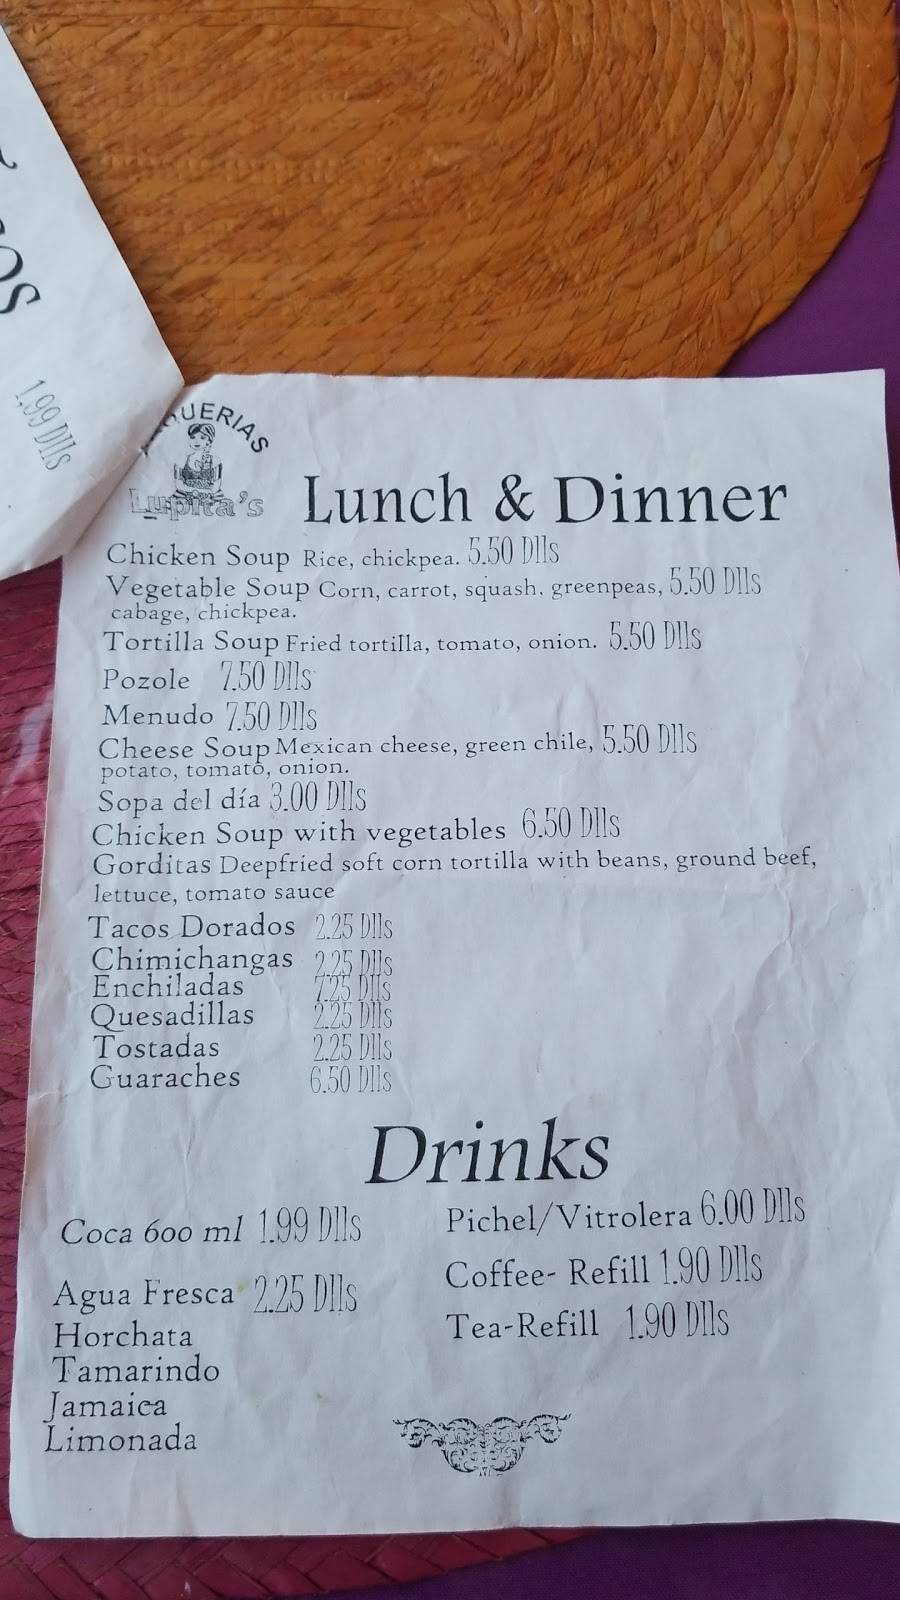 1.99 Dlls
UERIAS
Lupita's
Lunch & Dinner
Chicken Soup Rice, chickpea. 5.50 Dlls
Vegetable Soup Corn, carrot, squash, greenpeas, 5.50 Dlls
cabage, chickpea.
Tortilla Soup Fried tortilla, tomato, onion. 5.50 Dlls
Pozole 7.50 Dlls
Menudo 7.50 Dlls
Cheese Soup Mexican cheese, green chile, 5.50 Dlls
potato, tomato, onion.
Sopa del día 3.00 Dlls
Chicken Soup with vegetables 6.50 Dlls
Gorditas Deepfried soft corn tortilla with beans, ground beef,
lettuce, tomato sauce
Tacos Dorados 2.25 Dlls
Chimichangas 2.25 Dlls
Enchiladas 7.25 Dlls
Quesadillas 2.25 Dlls
Tostadas 2.25 Dlls
Guaraches 6.50 Dlls
Drinks
Coca 600 ml 1.99 Dlls
Agua Fresca 2.25 Dlls
Horchata
Tamarindo
Jamaica
Limonada
Pichel/Vitrolera 6.00 Dlls
Coffee- Refill 1.90 Dlls
Tea-Refill 1.90 Dlls